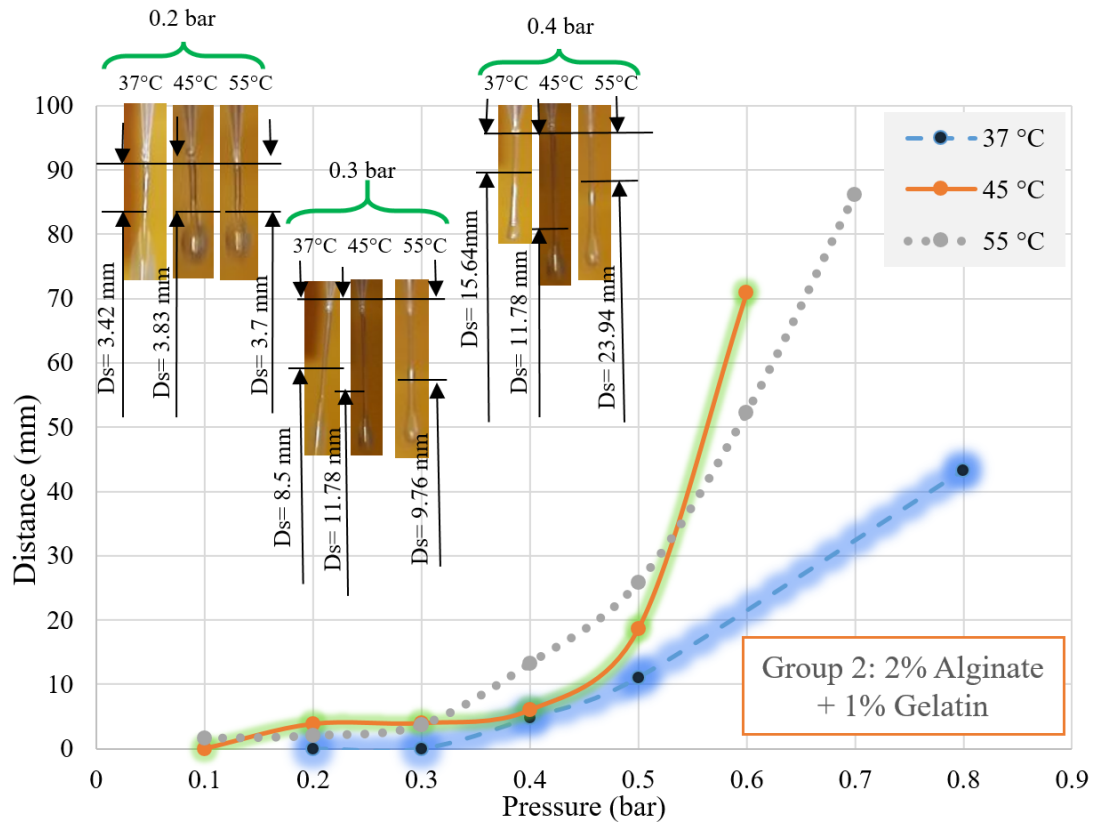 0.2 bar
0.4 bar
37°C 45°C 55°C
37°C 45°C 55°C
0.3 bar
37°C 45°C 55°C
Ds= 3.42 mm
Ds= 3.83 mm
Ds= 3.7 mm
Ds= 8.5 mm
Ds= 11.78 mm
Ds= 9.76 mm
Ds= 15.64mm
Ds= 11.78 mm
Ds= 23.94 mm
37 °C
45 °C
55 °C
Distance (mm)
100
90
80
70
60
50
40
30
20
10
0
Group 2: 2% Alginate
+ 1% Gelatin
0 0.1 0.2 0.3 0.4 0.5 0.6 0.7 0.8 0.9
Pressure (bar)